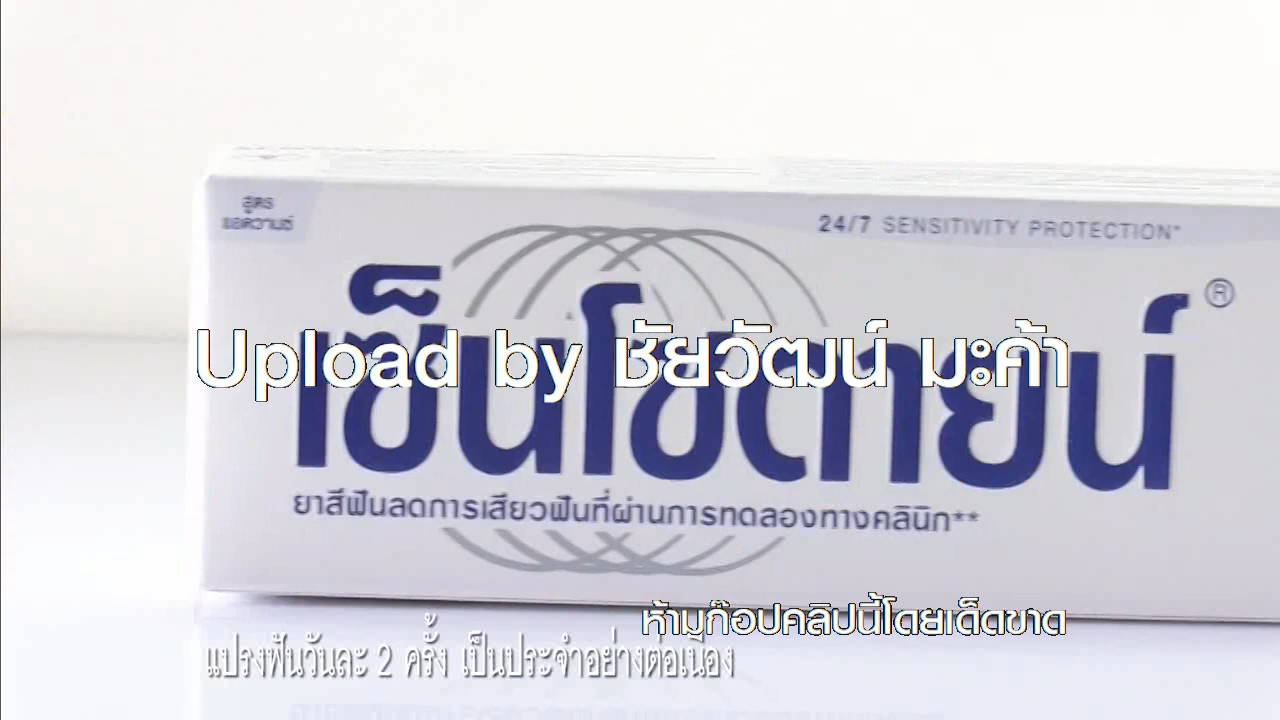 สูตร
แอดวานซ์
24/7 SENSITIVITY PROTECTION*
เซ็นโซดายน์®
Upload by ชัยวัฒน์ มะค้า
ยาสีฟันลดการเสียวฟันที่ผ่านการทดลองทางคลินิก**
ห้ามก๊อปคลิปนี้โดยเด็ดขาด
แปรงฟันวันละ 2 ครั้ง เป็นประจำอย่างต่อเนื่อง